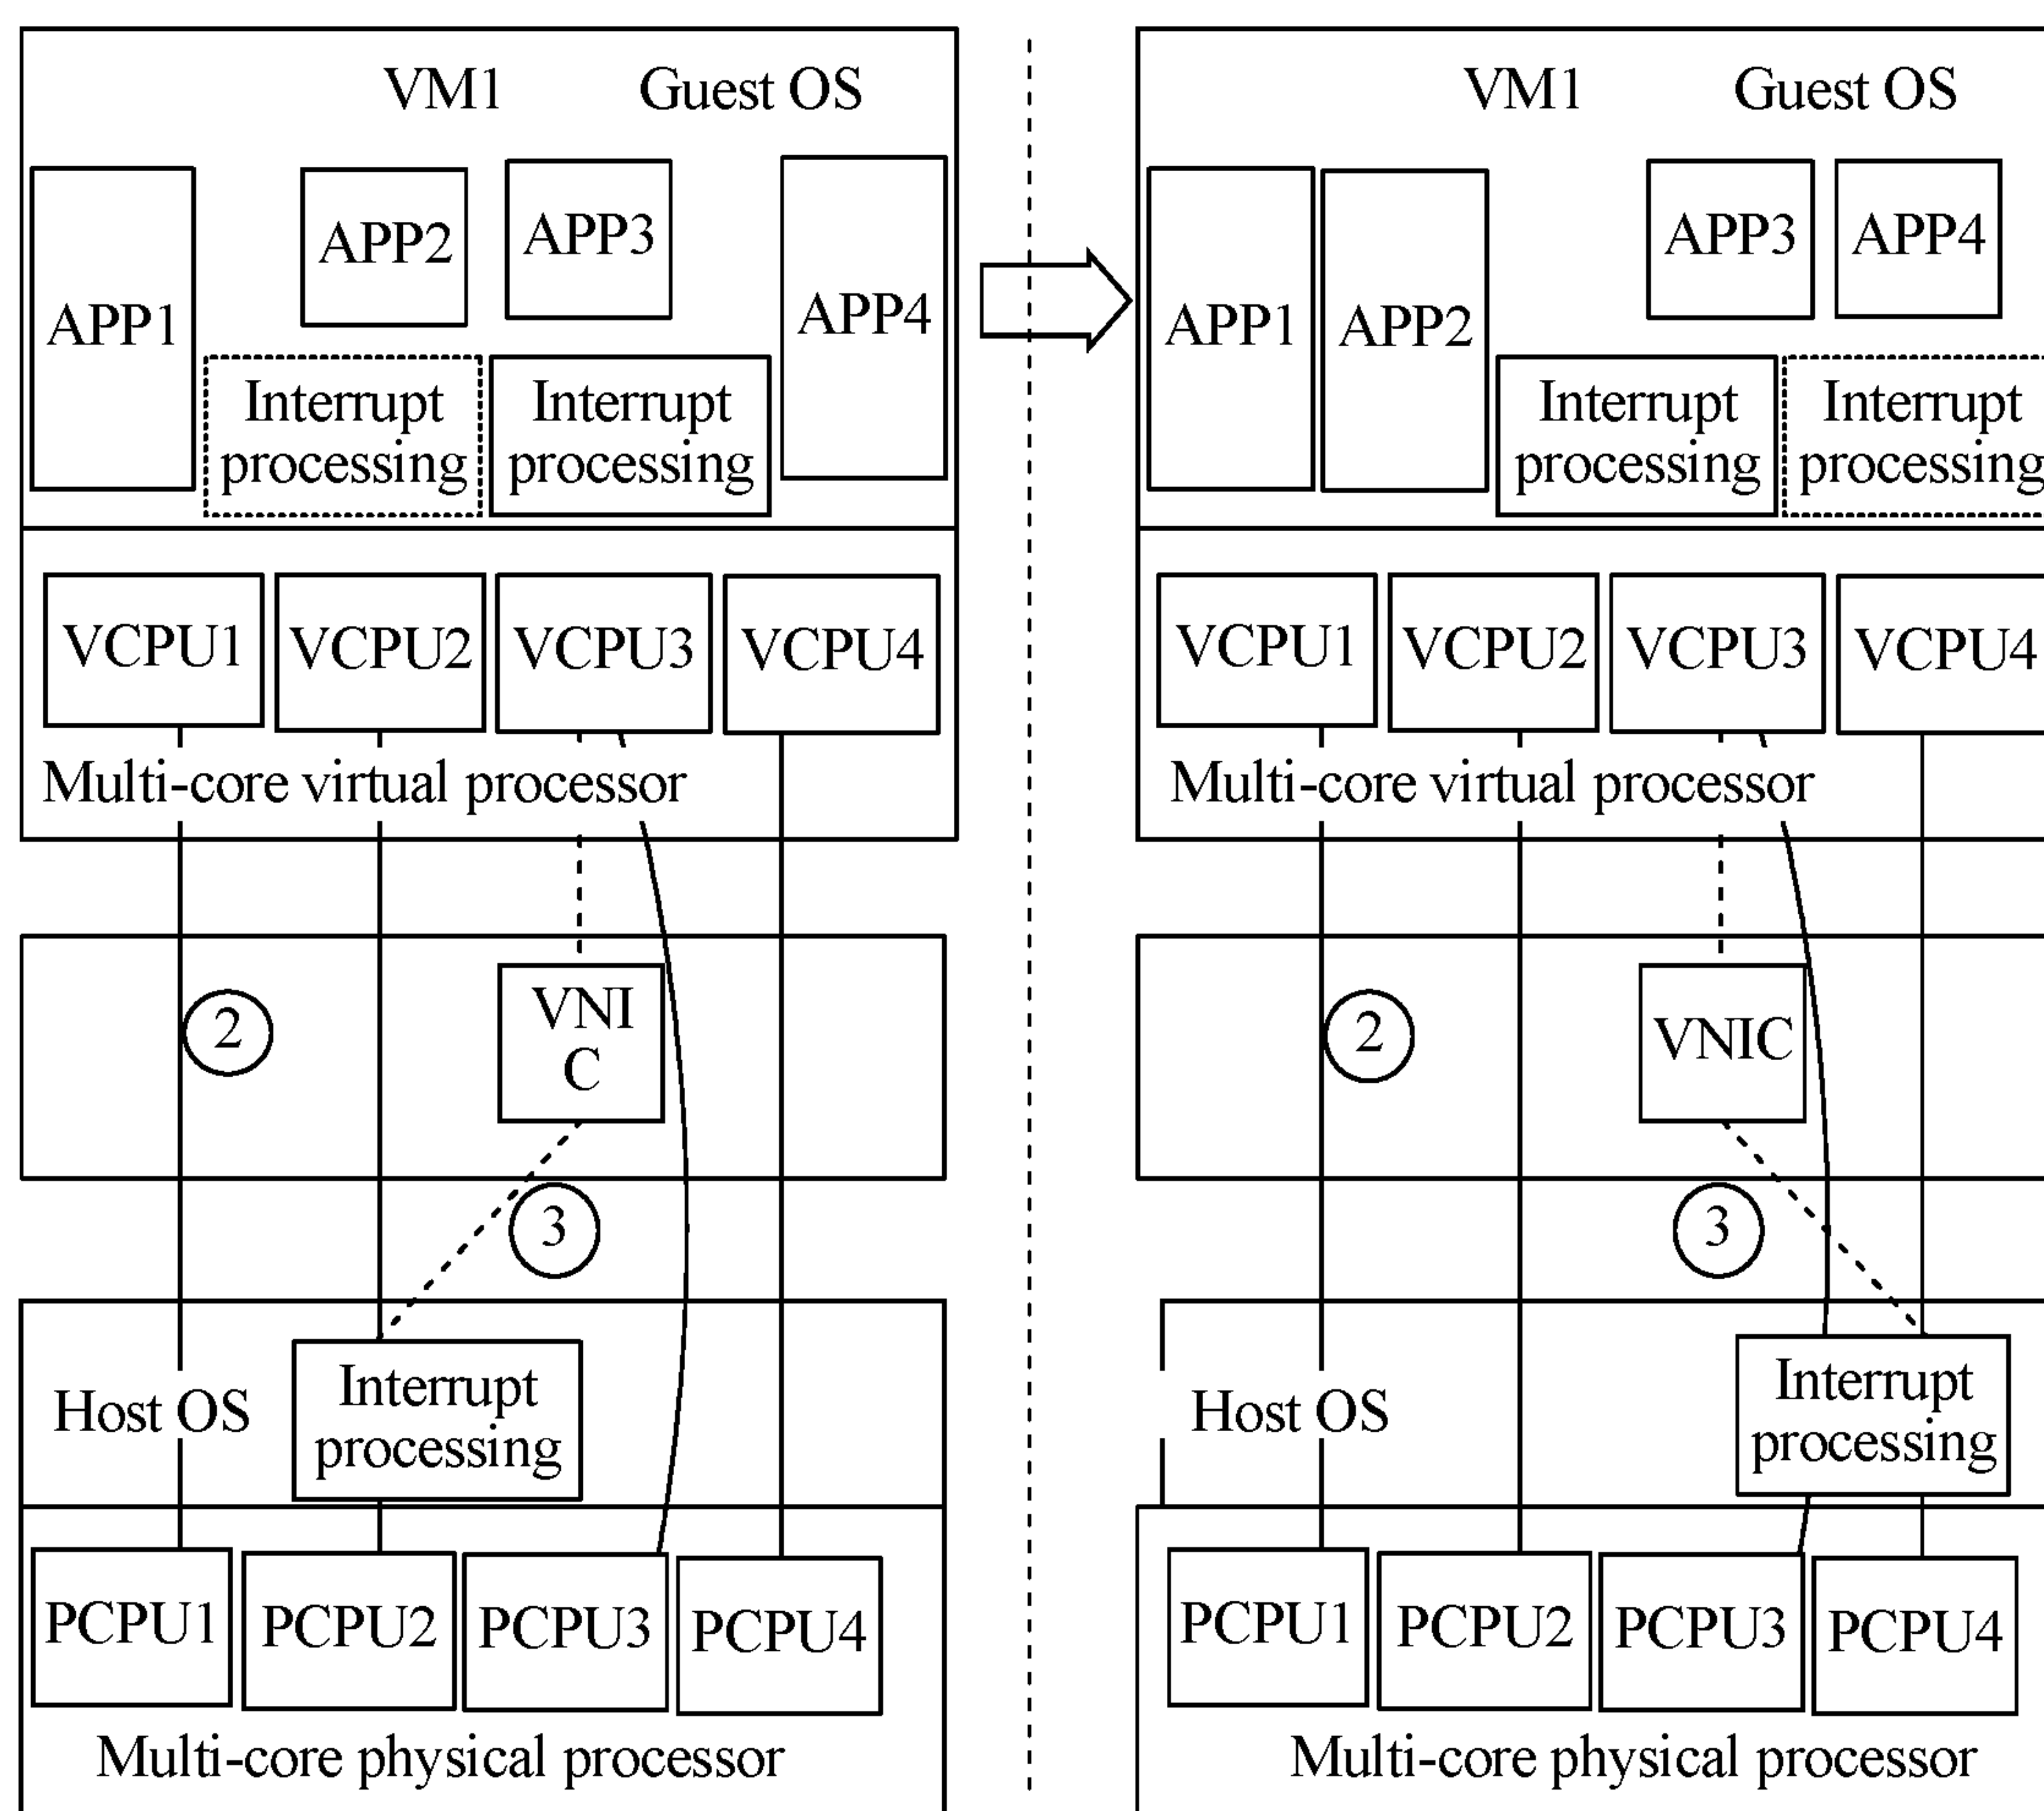 VM1 Guest OS
APP1
APP2
APP3
APP4
Interrupt
processing
Interrupt
processing
VCPU1
VCPU2
VCPU3
VCPU4
Multi-core virtual processor
2
VNI
C
3
Host OS
Interrupt
processing
PCPU1
PCPU2
PCPU3
PCPU4
Multi-core physical processor
VM1 Guest OS
APP1
APP2
APP3
APP4
Interrupt
processing
Interrupt
processing
VCPU1
VCPU2
VCPU3
VCPU4
Multi-core virtual processor
2
VNIC
3
Host OS
Interrupt
processing
PCPU1
PCPU2
PCPU3
PCPU4
Multi-core physical processor